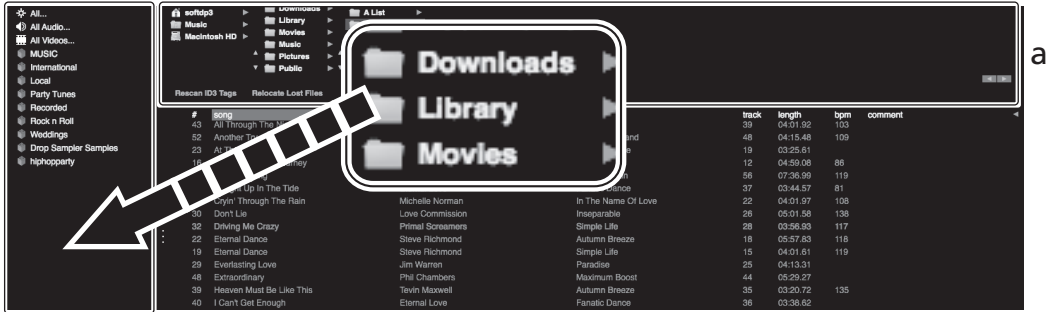 All...
All Audio...
All Videos...
MUSIC
International
Local
Party Tunes
Recorded
Rock n Roll
Weddings
Drop Sampler Samples
hiphopparty
softdp3
Music
Macintosh HD
Downloads
Library
Movies
Music
Pictures
Public
A List
Rescan ID3 Tags Relocate Lost Files
Downloads
Library
Movies
a
# song track length bpm comment
43 All Through The 39 04:01.92 103
52 Another 48 04:15.48 109
23 19 03:25.61
12 04:59.08 86
56 07:36.99 119
Up In The Tide Dance 37 03:44.57 81
Cryin' Through The Rain Michelle Norman In The Name Of Love 22 04:01.97 108
30 Don't Lie Love Commission Inseparable 26 05:01.58 138
32 Driving Me Crazy Primal Screamers Simple Life 28 03:56.93 117
22 Eternal Dance Steve Richmond Autumn Breeze 18 05:57.83 118
19 Eternal Dance Steve Richmond Simple Life 15 04:01.61 119
29 Everlasting Love Jim Warren Paradise 25 04:13.31
48 Extraordinary Phil Chambers Maximum Boost 44 05:29.27
39 Heaven Must Be Like This Tevin Maxwell Autumn Breeze 35 03:20.72 135
40 I Can't Get Enough Eternal Love Fanatic Dance 36 03:38.62